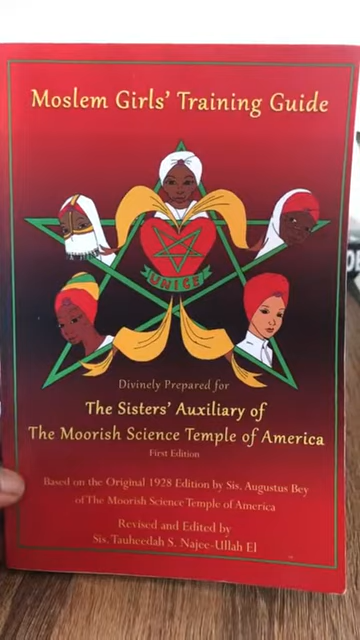 Moslem Girls' Training Guide
UNICE
Divinely Prepared for
The Sisters' Auxiliary of
The Moorish Science Temple of America
First Edition
Based on the Original 1928 Edition by Sis. Augustus Bey
of The Moorish Science Temple of America
Revised and Edited by
Sis. Tauheedah S. Najee-Ullah El